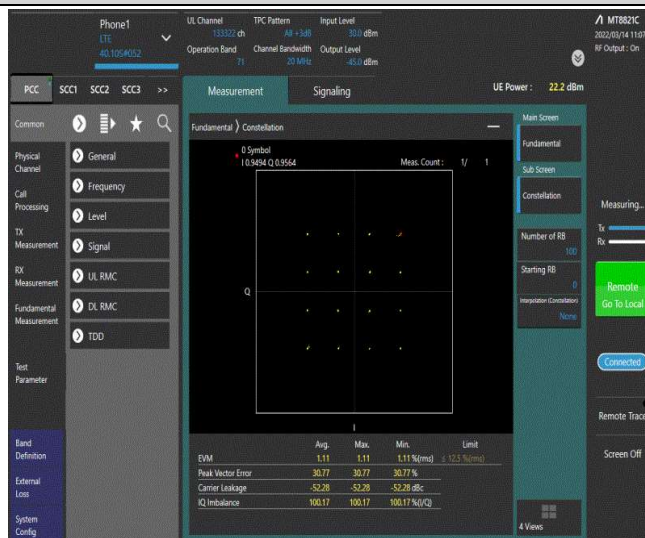 Phone1
LTE
40.10S#052
UL Channel TPC Pattern Input Level
133322 ch All +3dB 30.0 dBm
Operation Band Channel Bandwidth Output Level
71 20 MHz -45.0 dBm
MT8821C
2022/03/14 11:07
RF Output : On
PCC SCC1 SCC2 SCC3 >>
Measurement Signaling
UE Power : 22.2 dBm
Common
Physical
Channel
Call
Processing
TX
Measurement
RX
Measurement
Fundamental
Measurement
Test
Parameter
Band
Definition
External
Loss
System
Config
General
Frequency
Level
Signal
UL RMC
DL RMC
TDD
Fundamental Constellation
0 Symbol
I 0.9494 Q 0.9564 Meas. Count : 1/ 1
Q
I
Avg. Max. Min. Limit
EVM 1.11 1.11 1.11 %(rms) ≤ 12.5 %(rms)
Peak Vector Error 30.77 30.77 30.77 %
Carrier Leakage -52.28 -52.28 -52.28 dBc
IQ Imbalance 100.17 100.17 100.17 %(I/Q)
Main Screen
Fundamental
Sub Screen
Constellation
Number of RB
100
Starting RB
0
Interpolation (Constellation)
None
4 Views
Measuring...
Tx
Rx
Remote
Go To Local
Connected
Remote Trace
Screen Off